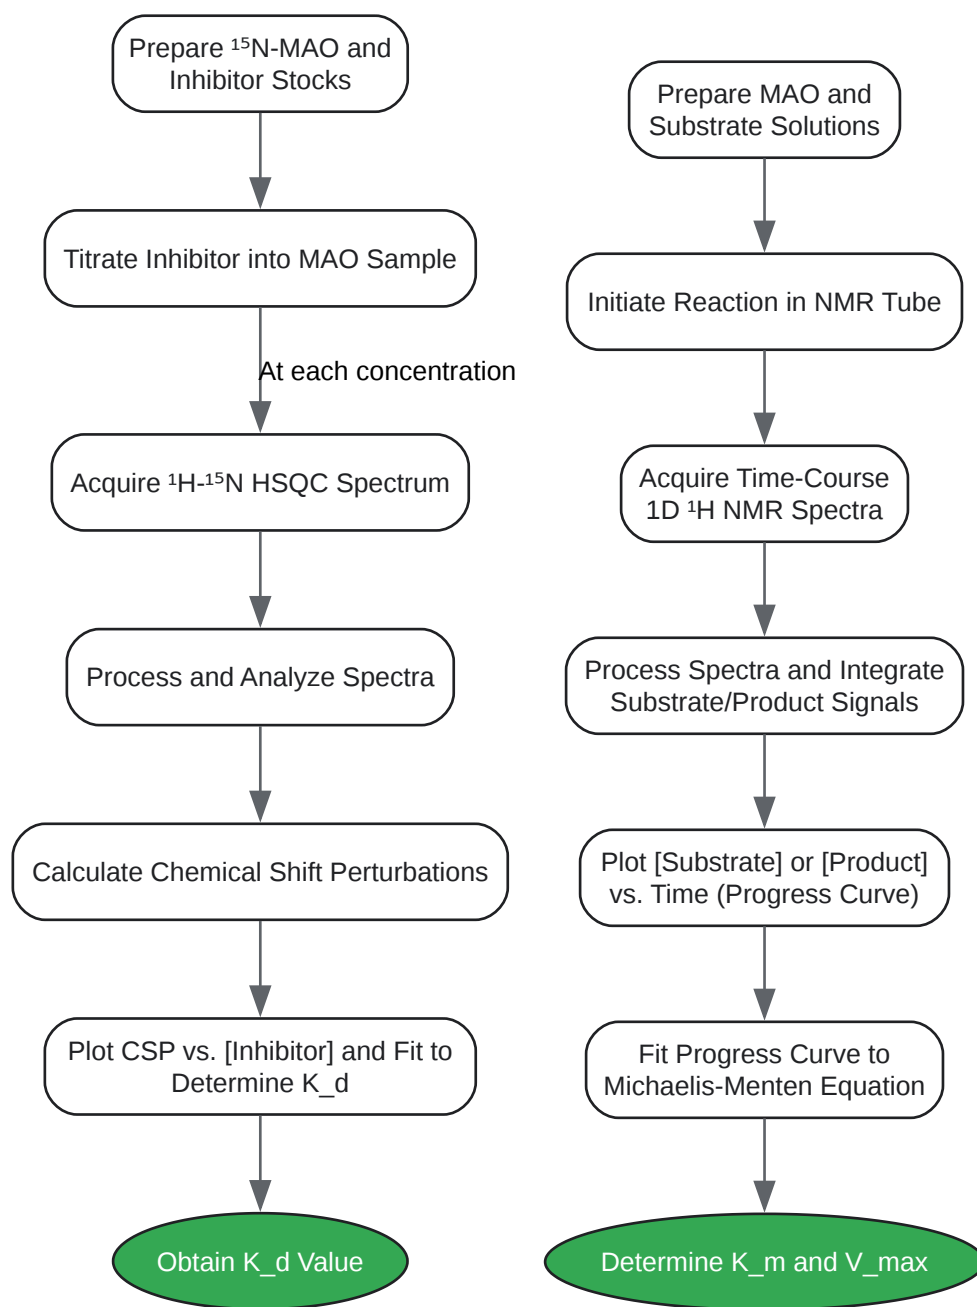 Prepare ¹⁵N-MAO and
Inhibitor Stocks
Titrate Inhibitor into MAO Sample
At each concentration
Acquire ¹H-¹⁵N HSQC Spectrum
Process and Analyze Spectra
Calculate Chemical Shift Perturbations
Plot CSP vs. [Inhibitor] and Fit to
Determine K_d
Obtain K_d Value
Prepare MAO and
Substrate Solutions
Initiate Reaction in NMR Tube
Acquire Time-Course
1D ¹H NMR Spectra
Process Spectra and Integrate
Substrate/Product Signals
Plot [Substrate] or [Product]
vs. Time (Progress Curve)
Fit Progress Curve to
Michaelis-Menten Equation
Determine K_m and V_max